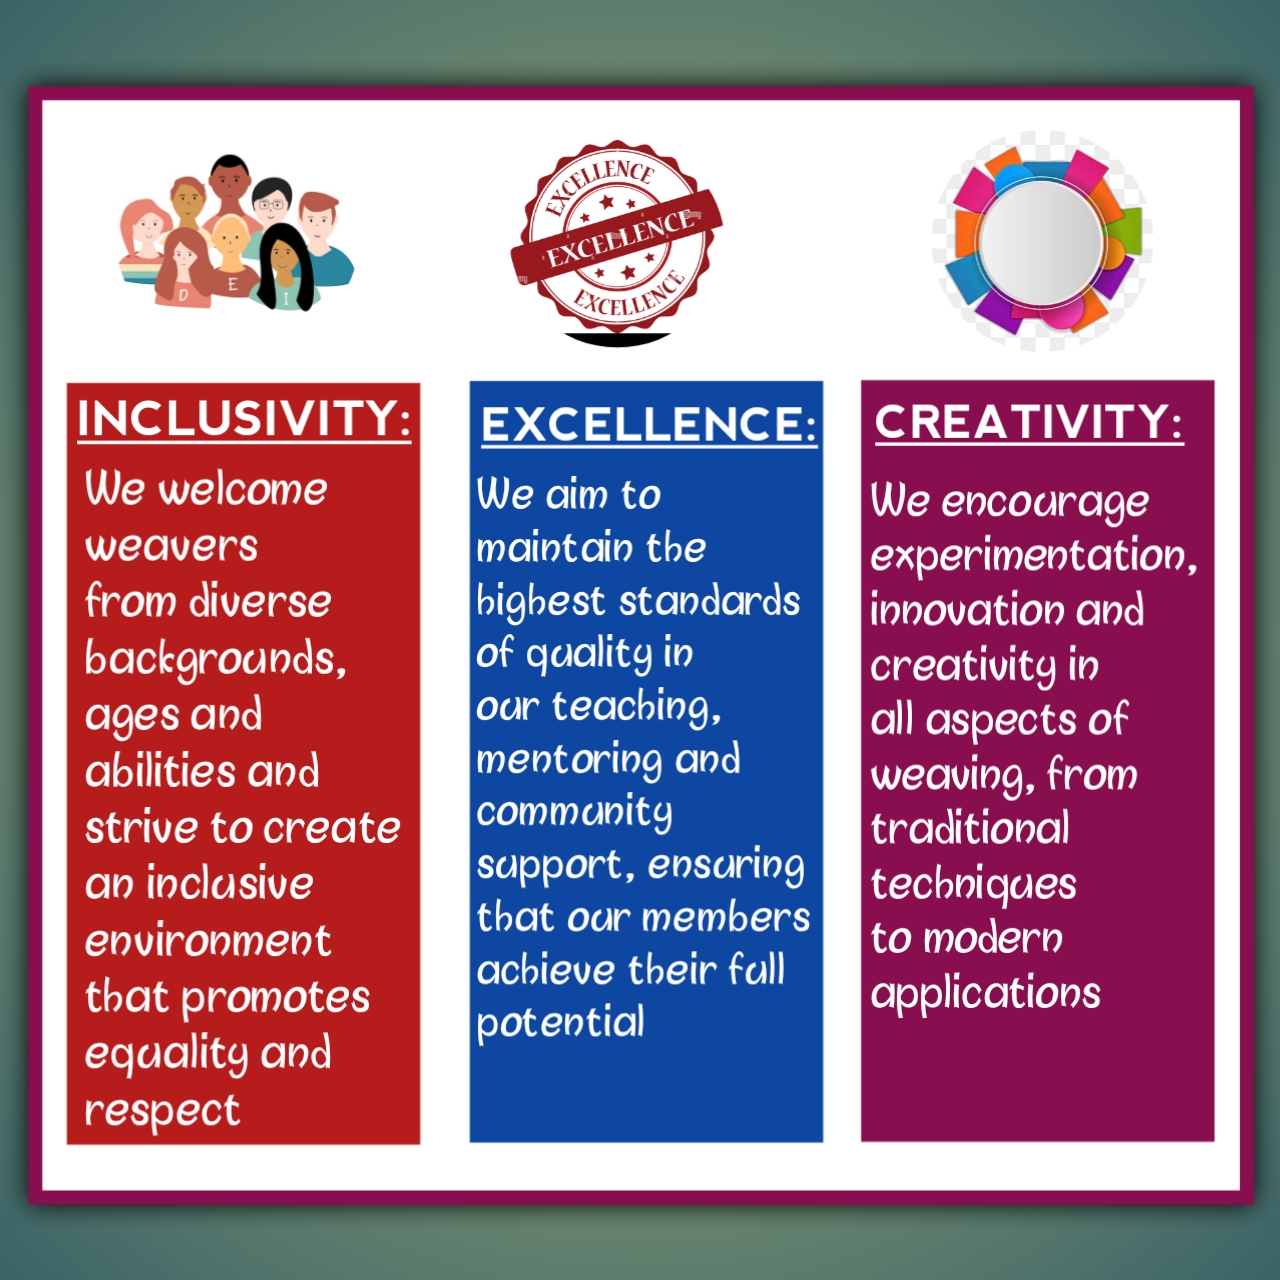 D E I
EXCELLENCE
EXCELLENCE
EXCELLENCE
INCLUSIVITY:
We welcome
weavers
from diverse
backgrounds,
ages and
abilities and
strive to create
an inclusive
environment
that promotes
equality and
respect
EXCELLENCE:
We aim to
maintain the
highest standards
of quality in
our teaching,
mentoring and
community
support, ensuring
that our members
achieve their full
potential
CREATIVITY:
We encourage
experimentation,
innovation and
creativity in
all aspects of
weaving, from
traditional
techniques
to modern
applications